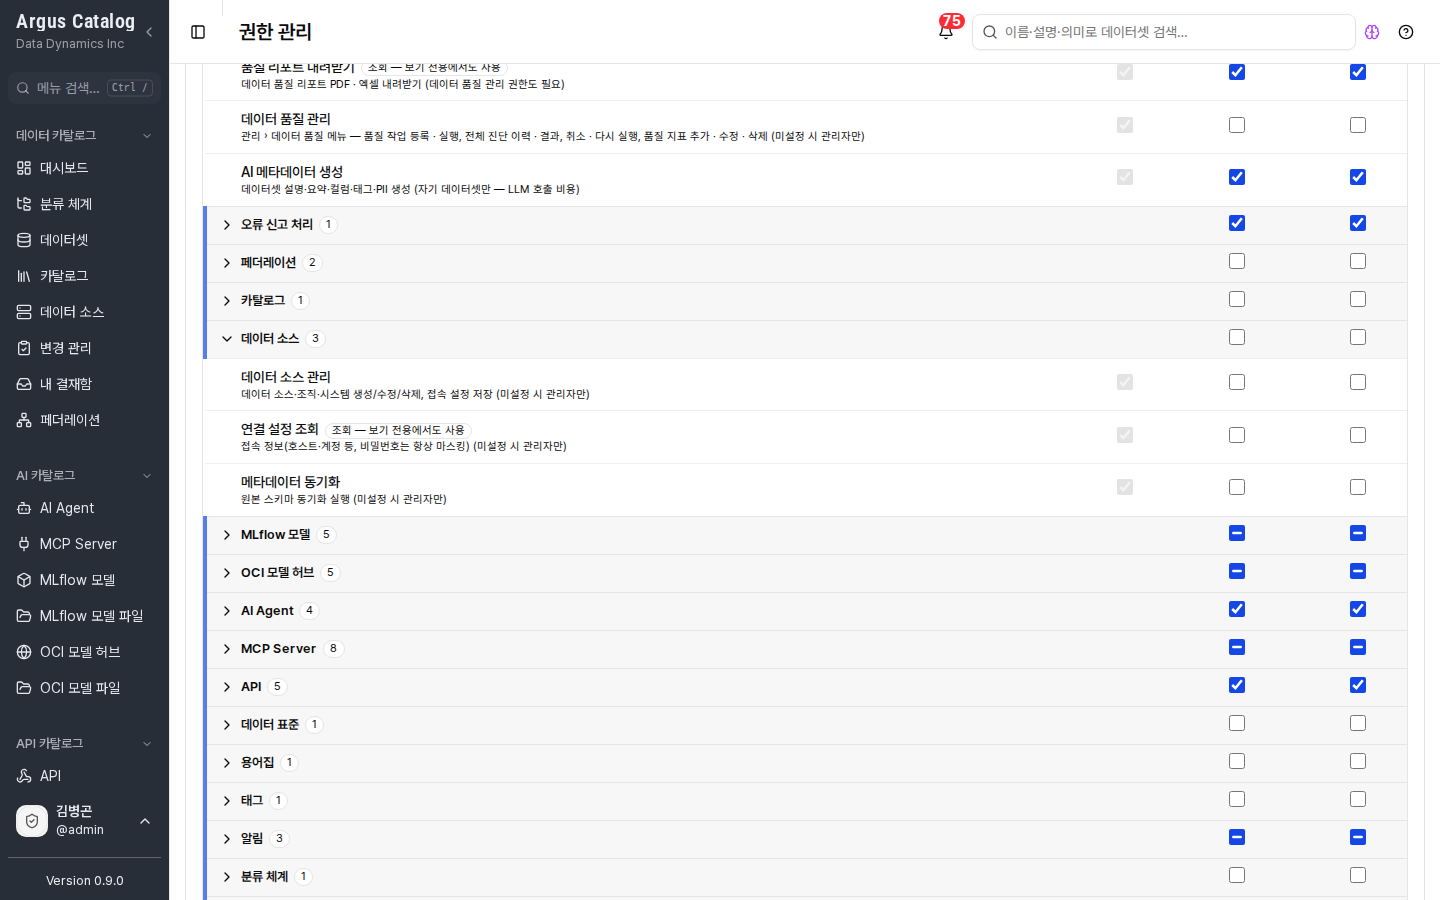 Argus Catalog
Data Dynamics Inc
메뉴 검색...
Ctrl /
데이터 카탈로그
대시보드
분류 체계
데이터셋
카탈로그
데이터 소스
변경 관리
내 결재함
페더레이션
AI 카탈로그
AI Agent
MCP Server
MLflow 모델
MLflow 모델 파일
OCI 모델 허브
OCI 모델 파일
API 카탈로그
API
김병곤
@admin
Version 0.9.0
권한 관리
75
이름·설명·의미로 데이터셋 검색...
품질 리포트 내려받기 조회 — 보기 전용에서도 사용
데이터 품질 리포트 PDF · 엑셀 내려받기 (데이터 품질 관리 권한도 필요)
데이터 품질 관리
관리 › 데이터 품질 메뉴 — 품질 작업 등록 · 실행, 전체 진단 이력 · 결과, 취소 · 다시 실행, 품질 지표 추가 · 수정 · 삭제 (미설정 시 관리자만)
AI 메타데이터 생성
데이터셋 설명·요약·컬럼·태그·PII 생성 (자기 데이터셋만 — LLM 호출 비용)
오류 신고 처리 1
페더레이션 2
카탈로그 1
데이터 소스 3
데이터 소스 관리
데이터 소스·조직·시스템 생성/수정/삭제, 접속 설정 저장 (미설정 시 관리자만)
연결 설정 조회 조회 — 보기 전용에서도 사용
접속 정보(호스트·계정 등, 비밀번호는 항상 마스킹) (미설정 시 관리자만)
메타데이터 동기화
원본 스키마 동기화 실행 (미설정 시 관리자만)
MLflow 모델 5
OCI 모델 허브 5
AI Agent 4
MCP Server 8
API 5
데이터 표준 1
용어집 1
태그 1
알림 3
분류 체계 1